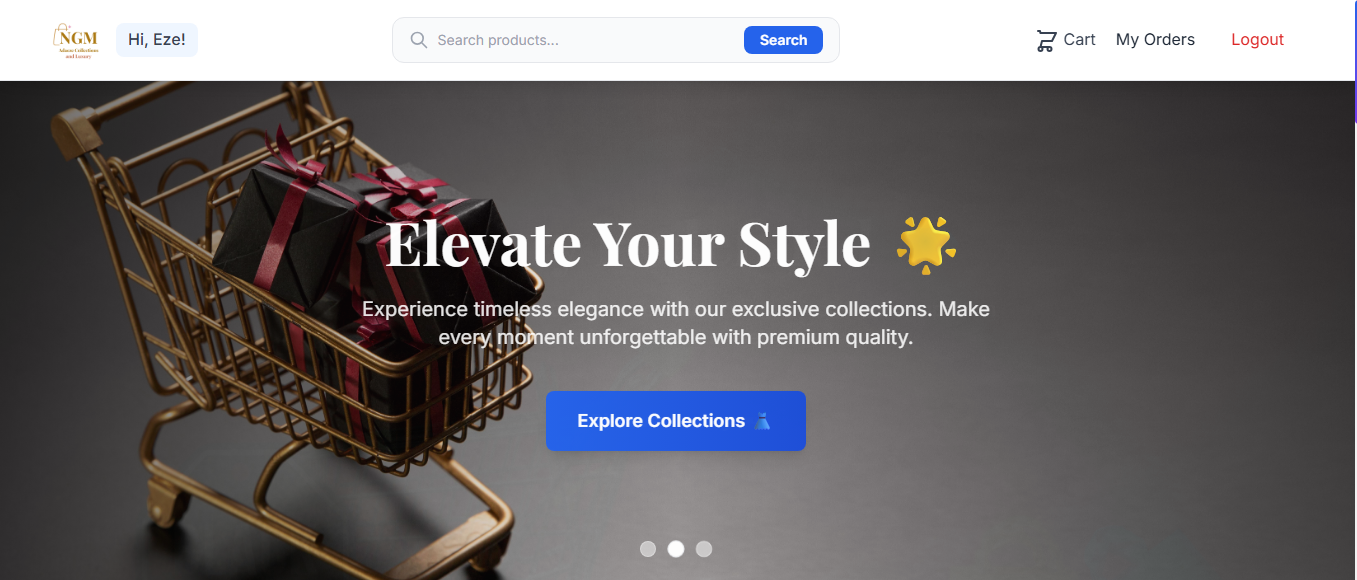 NGM
Hi, Eze!
Search products...
Search
Cart
My Orders
Logout
Elevate Your Style 🌟
Experience timeless elegance with our exclusive collections. Make
every moment unforgettable with premium quality.
Explore Collections 👗